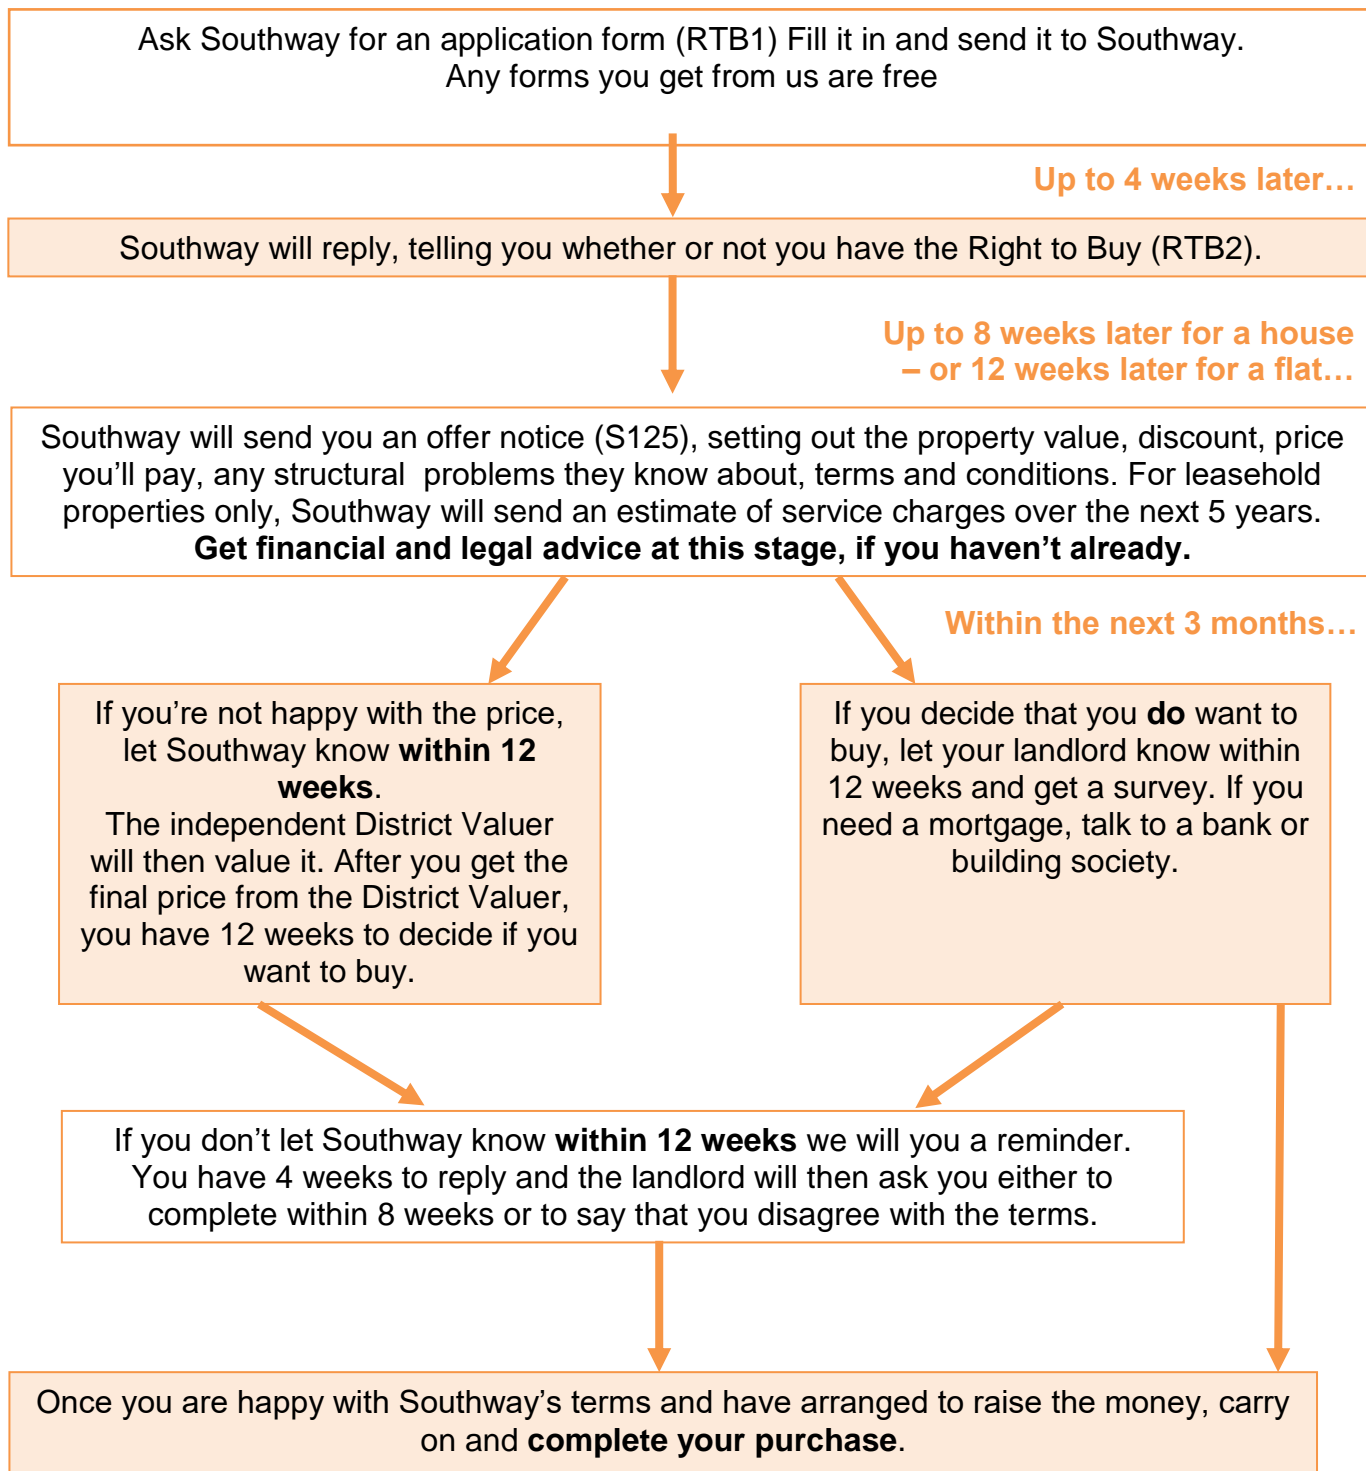 Ask Southway for an application form (RTB1) Fill it in and send it to Southway.
Any forms you get from us are free
Up to 4 weeks later…
Southway will reply, telling you whether or not you have the Right to Buy (RTB2).
Up to 8 weeks later for a house
– or 12 weeks later for a flat…
Southway will send you an offer notice (S125), setting out the property value, discount, price
you’ll pay, any structural  problems they know about, terms and conditions. For leasehold
properties only, Southway will send an estimate of service charges over the next 5 years.
Get financial and legal advice at this stage, if you haven’t already.
Within the next 3 months…
If you’re not happy with the price,
let Southway know within 12
weeks.
The independent District Valuer
will then value it. After you get the
final price from the District Valuer,
you have 12 weeks to decide if you
want to buy.
If you decide that you do want to
buy, let your landlord know within
12 weeks and get a survey. If you
need a mortgage, talk to a bank or
building society.
If you don’t let Southway know within 12 weeks we will you a reminder.
You have 4 weeks to reply and the landlord will then ask you either to
complete within 8 weeks or to say that you disagree with the terms.
Once you are happy with Southway’s terms and have arranged to raise the money, carry
on and complete your purchase.